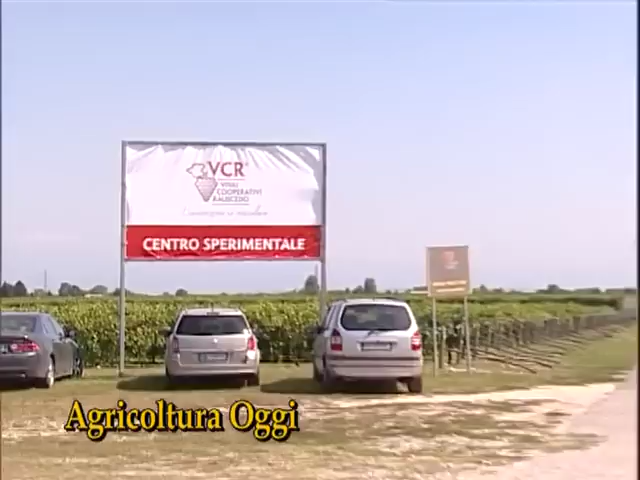 VCR
VIVAI
COOPERATIVI
RAUSCEDO
CENTRO SPERIMENTALE
Agricoltura Oggi